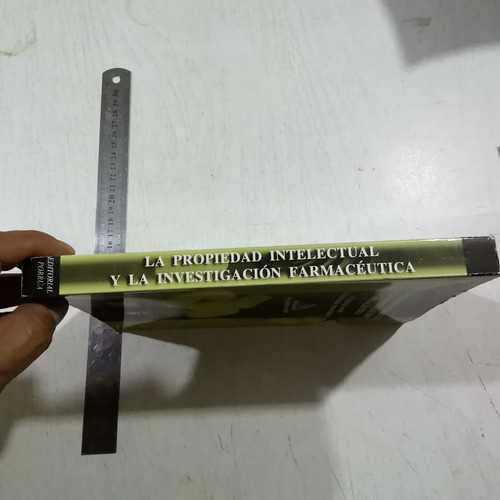 EDITORIAL
PORRÚA
LA PROPIEDAD INTELECTUAL
Y LA INVESTIGACIÓN FARMACÉUTICA